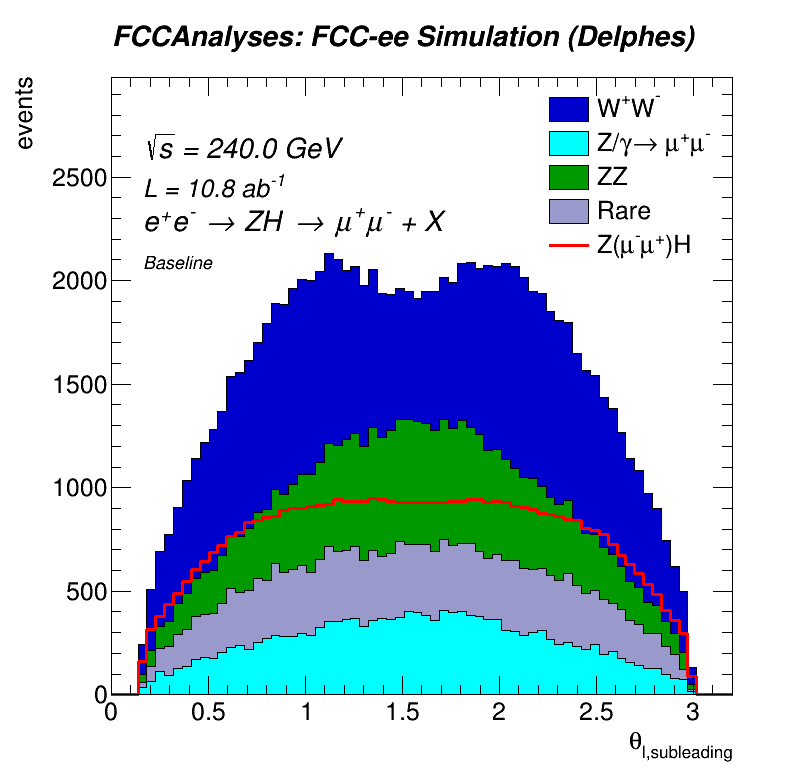 FCCAnalyses: FCC-ee Simulation (Delphes)
events
√s = 240.0 GeV
L = 10.8 ab⁻¹
e⁺e⁻ → ZH → μ⁺μ⁻ + X
Baseline
W⁺W⁻
Z/γ→ μ⁺μ⁻
ZZ
Rare
Z(μ⁻μ⁺)H
2500
2000
1500
1000
500
0
0 0.5 1 1.5 2 2.5 3
θ_l,subleading